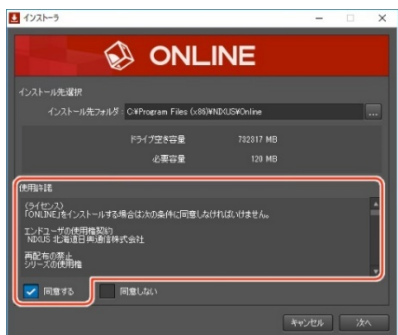 インストーラ
ONLINE
インストール先選択
インストール先フォルダ : C:¥Program Files (x86)¥NIXUS¥Online
...
ドライブ空き容量 732317 MB
必要容量 129 MB
使用許諾
(ライセンス)
「ONLINE」をインストールする場合は次の条件に同意しなければいけません。
エンドユーザの使用権契約
NIXUS 北海道日興通信株式会社
再配布の禁止
シリーズの使用権
同意する 同意しない
キャンセル 次へ